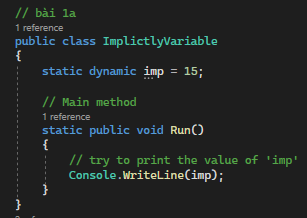 // bài 1a
1 reference
public class ImplictlyVariable
{
static dynamic imp = 15;
// Main method
1 reference
static public void Run()
{
// try to print the value of 'imp'
Console.WriteLine(imp);
}
}